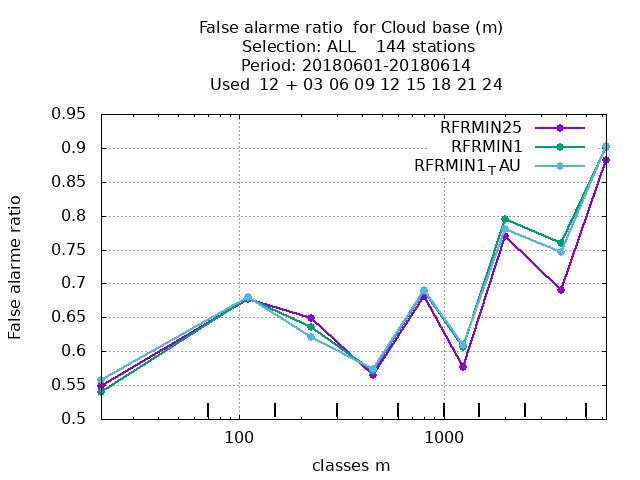 False alarme ratio  for Cloud base (m)
Selection: ALL    144 stations
Period: 20180601-20180614
Used  12 + 03 06 09 12 15 18 21 24
0.95
0.9
0.85
0.8
0.75
0.7
0.65
0.6
0.55
0.5
False alarme ratio
RFRMIN25
RFRMIN1
RFRMIN1TAU
100
1000
classes m